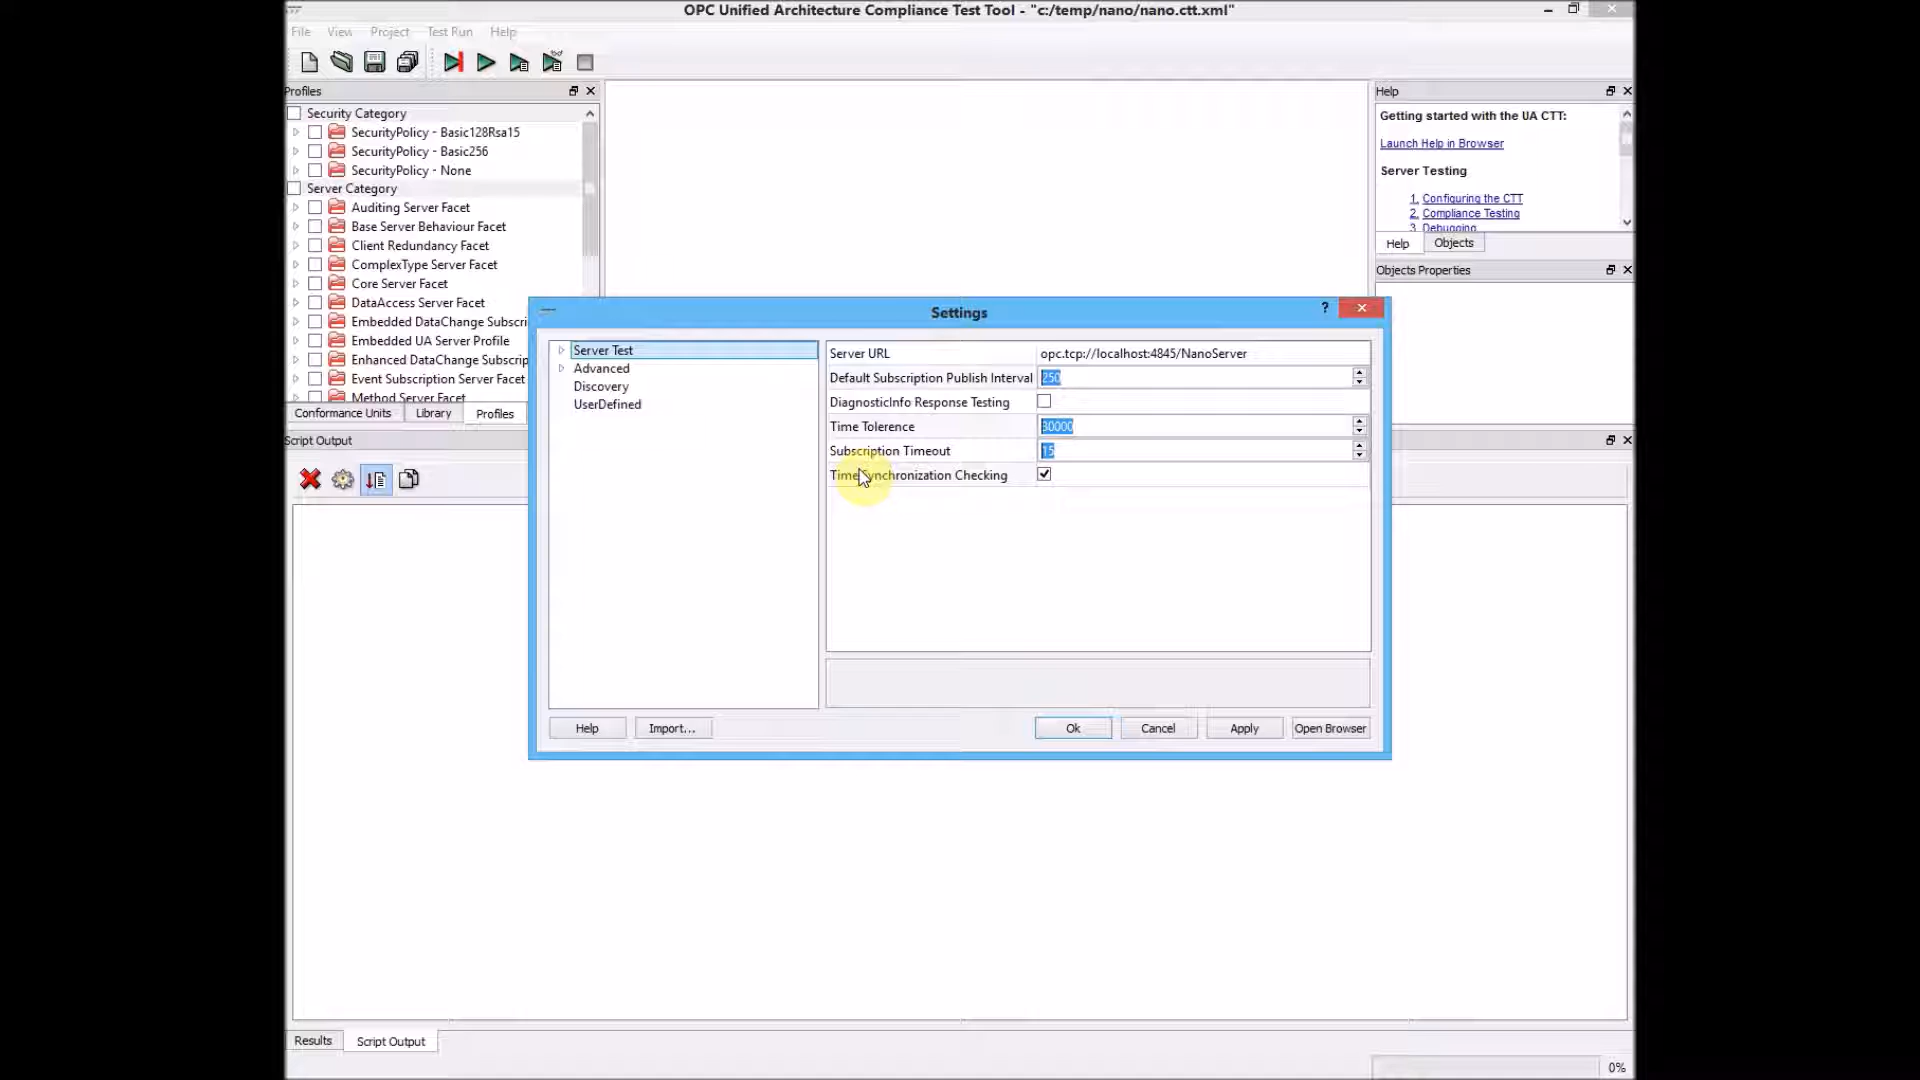 OPC Unified Architecture Compliance Test Tool - "c:/temp/nano/nano.ctt.xml"
File View Project Test Run Help
Profiles
Security Category
SecurityPolicy - Basic128Rsa15
SecurityPolicy - Basic256
SecurityPolicy - None
Server Category
Auditing Server Facet
Base Server Behaviour Facet
Client Redundancy Facet
ComplexType Server Facet
Core Server Facet
DataAccess Server Facet
Embedded DataChange Subscri
Embedded UA Server Profile
Enhanced DataChange Subscrip
Event Subscription Server Facet
Method Server Facet
Conformance Units Library Profiles
Help
Getting started with the UA CTT:
Launch Help in Browser
Server Testing
1. Configuring the CTT
2. Compliance Testing
3. Debugging
Help Objects
Objects Properties
Script Output
Settings
?
Server Test
Advanced
Discovery
UserDefined
Server URL opc.tcp://localhost:4845/NanoServer
Default Subscription Publish Interval 250
DiagnosticInfo Response Testing
Time Tolerence 30000
Subscription Timeout 15
Time Synchronization Checking
Help Import... Ok Cancel Apply Open Browser
Results Script Output
0%